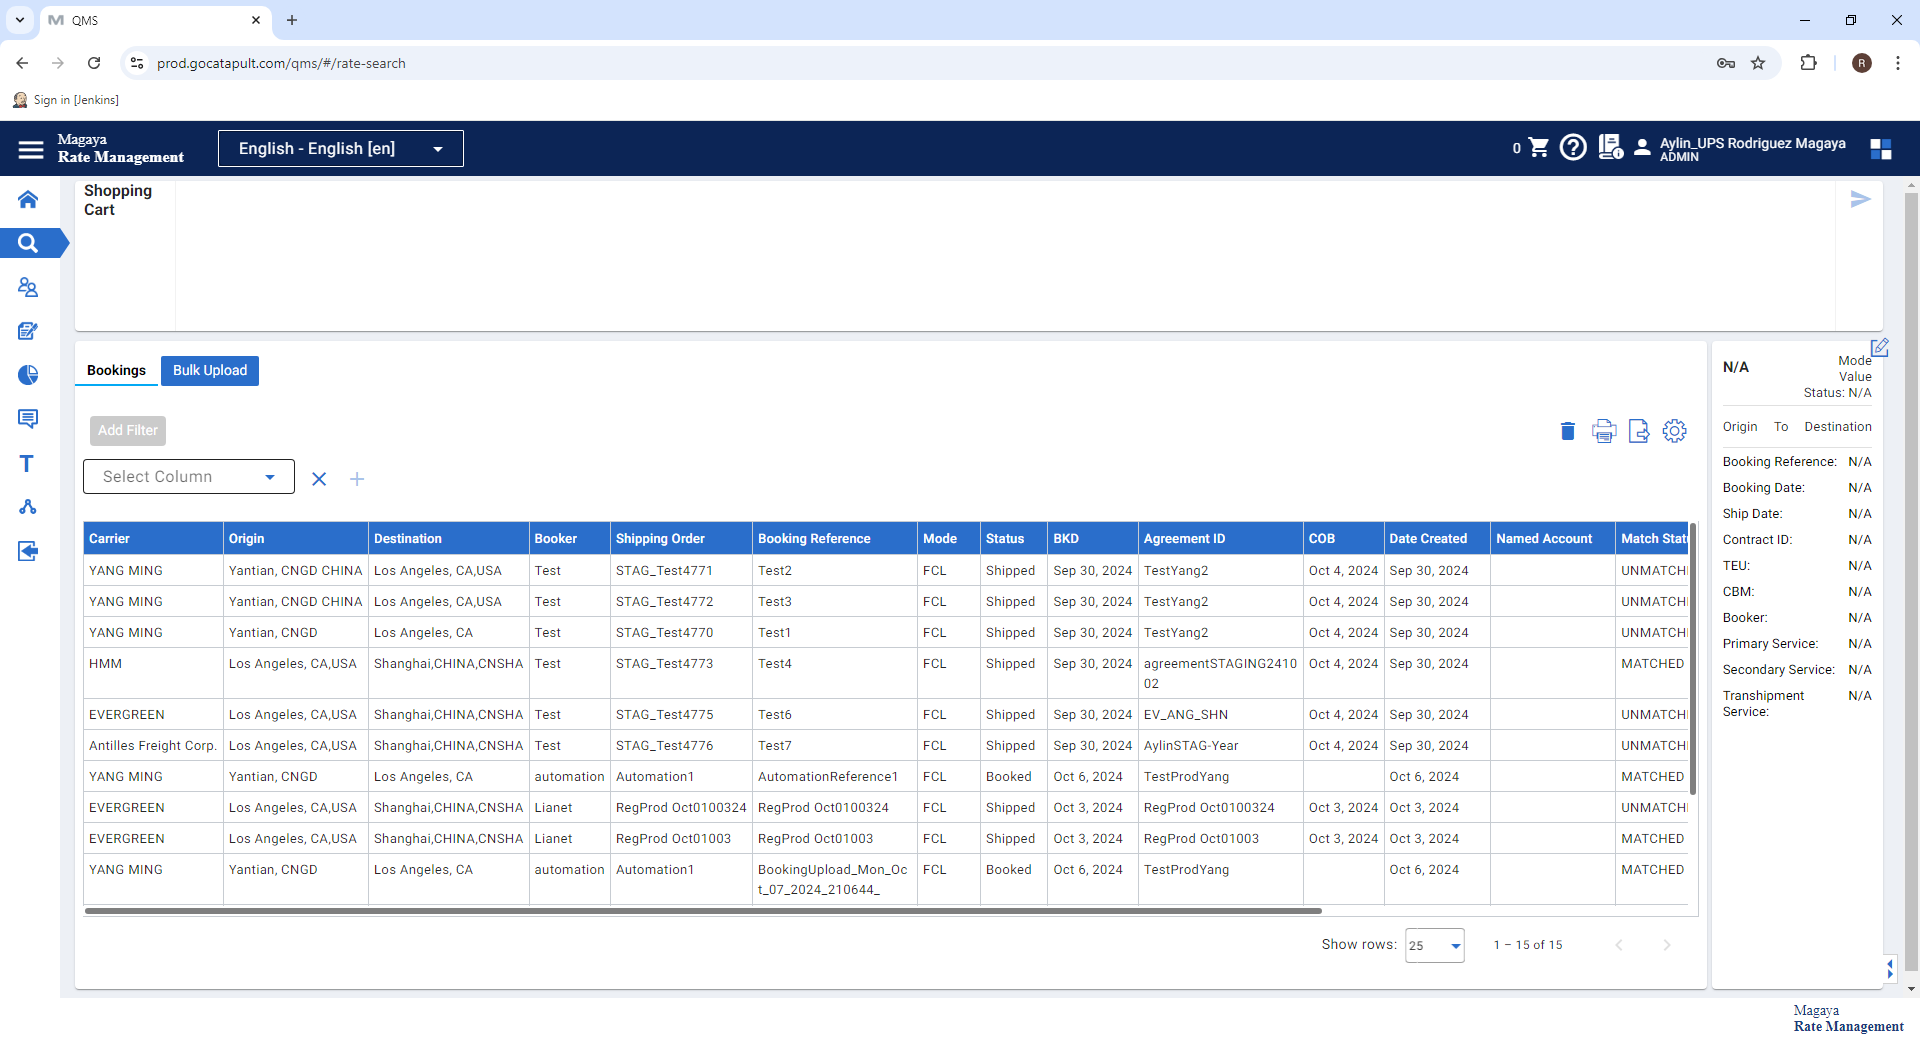 QMS
prod.gocatapult.com/qms/#/rate-search
R
Sign in [Jenkins]
Magaya
Rate Management
English - English [en]
0
Aylin_UPS Rodriguez Magaya
ADMIN
Shopping
Cart
Bookings
Bulk Upload
Add Filter
Select Column
Carrier Origin Destination Booker Shipping Order Booking Reference Mode Status BKD Agreement ID COB Date Created Named Account Match Statu
YANG MING Yantian, CNGD CHINA Los Angeles, CA,USA Test STAG_Test4771 Test2 FCL Shipped Sep 30, 2024 TestYang2 Oct 4, 2024 Sep 30, 2024 UNMATCH
YANG MING Yantian, CNGD CHINA Los Angeles, CA,USA Test STAG_Test4772 Test3 FCL Shipped Sep 30, 2024 TestYang2 Oct 4, 2024 Sep 30, 2024 UNMATCH
YANG MING Yantian, CNGD Los Angeles, CA Test STAG_Test4770 Test1 FCL Shipped Sep 30, 2024 TestYang2 Oct 4, 2024 Sep 30, 2024 UNMATCH
HMM Los Angeles, CA,USA Shanghai,CHINA,CNSHA Test STAG_Test4773 Test4 FCL Shipped Sep 30, 2024 agreementSTAGING2410 Oct 4, 2024 Sep 30, 2024 MATCHED
02
EVERGREEN Los Angeles, CA,USA Shanghai,CHINA,CNSHA Test STAG_Test4775 Test6 FCL Shipped Sep 30, 2024 EV_ANG_SHN Oct 4, 2024 Sep 30, 2024 UNMATCH
Antilles Freight Corp. Los Angeles, CA,USA Shanghai,CHINA,CNSHA Test STAG_Test4776 Test7 FCL Shipped Sep 30, 2024 AylinSTAG-Year Oct 4, 2024 Sep 30, 2024 UNMATCH
YANG MING Yantian, CNGD Los Angeles, CA automation Automation1 AutomationReference1 FCL Booked Oct 6, 2024 TestProdYang Oct 6, 2024 MATCHED
EVERGREEN Los Angeles, CA,USA Shanghai,CHINA,CNSHA Lianet RegProd Oct0100324 RegProd Oct0100324 FCL Shipped Oct 3, 2024 RegProd Oct0100324 Oct 3, 2024 Oct 3, 2024 UNMATCH
EVERGREEN Los Angeles, CA,USA Shanghai,CHINA,CNSHA Lianet RegProd Oct01003 RegProd Oct01003 FCL Shipped Oct 3, 2024 RegProd Oct01003 Oct 3, 2024 Oct 3, 2024 MATCHED
YANG MING Yantian, CNGD Los Angeles, CA automation Automation1 BookingUpload_Mon_Oc FCL Booked Oct 6, 2024 TestProdYang Oct 6, 2024 MATCHED
t_07_2024_210644_
Show rows: 25 1 – 15 of 15
N/A
Mode
Value
Status: N/A
Origin To Destination
Booking Reference: N/A
Booking Date: N/A
Ship Date: N/A
Contract ID: N/A
TEU: N/A
CBM: N/A
Booker: N/A
Primary Service: N/A
Secondary Service: N/A
Transhipment N/A
Service:
Magaya
Rate Management